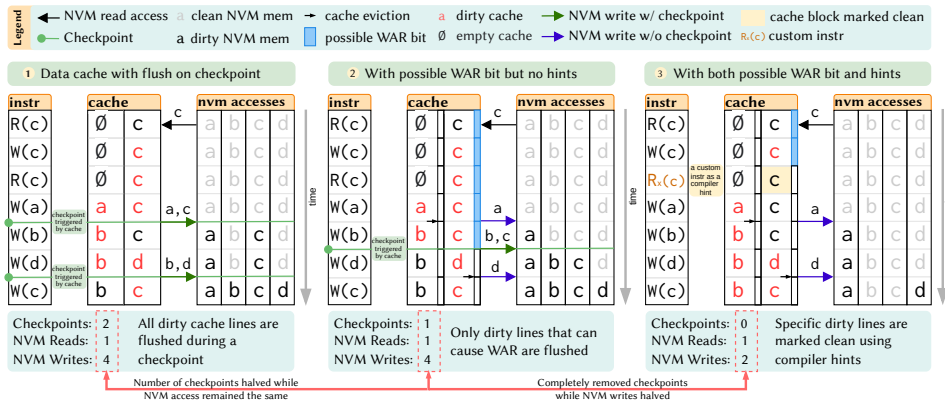 Legend
NVM read access
Checkpoint
a clean NVM mem
a dirty NVM mem
cache eviction
possible WAR bit
a dirty cache
Ø empty cache
NVM write w/ checkpoint
NVM write w/o checkpoint
cache block marked clean
Rₓ(c) custom instr
1 Data cache with flush on checkpoint
instr cache nvm accesses
R(c) Ø c c a b c d
W(c) Ø c a b c d
R(c) Ø c a b c d
W(a) a c a,c a b c d
checkpoint
triggered
by cache
W(b) b c a b c d
W(d) b d b,d a b c d
checkpoint
triggered
by cache
W(c) b c a b c d
time
Checkpoints: 2
NVM Reads: 1
NVM Writes: 4
All dirty cache lines are
flushed during a
checkpoint
2 With possible WAR bit but no hints
instr cache nvm accesses
R(c) Ø c c a b c d
W(c) Ø c a b c d
R(c) Ø c a b c d
W(a) a c a a b c d
W(b) b c b,c a b c d
checkpoint
triggered
by cache
W(d) b d d a b c d
W(c) b c a b c d
time
Checkpoints: 1
NVM Reads: 1
NVM Writes: 4
Only dirty lines that can
cause WAR are flushed
3 With both possible WAR bit and hints
instr cache nvm accesses
R(c) Ø c c a b c d
W(c) Ø c a b c d
Rₓ(c) Ø c a b c d
a custom
instr as a
compiler
hint
W(a) a c a a b c d
W(b) b c a b c d
W(d) b d d a b c d
W(c) b c a b c d
time
Checkpoints: 0
NVM Reads: 1
NVM Writes: 2
Specific dirty lines are
marked clean using
compiler hints
Number of checkpoints halved while
NVM access remained the same
Completely removed checkpoints
while NVM writes halved